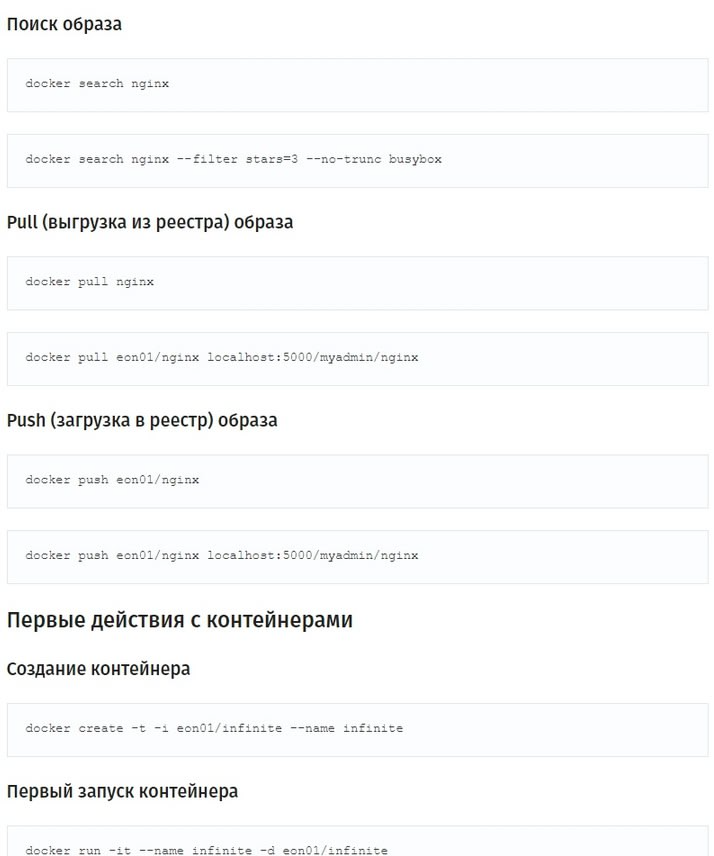 Поиск образа
docker search nginx
docker search nginx --filter stars=3 --no-trunc busybox
Pull (выгрузка из реестра) образа
docker pull nginx
docker pull eon01/nginx localhost:5000/myadmin/nginx
Push (загрузка в реестр) образа
docker push eon01/nginx
docker push eon01/nginx localhost:5000/myadmin/nginx
Первые действия с контейнерами
Создание контейнера
docker create -t -i eon01/infinite --name infinite
Первый запуск контейнера
docker run -it --name infinite -d eon01/infinite